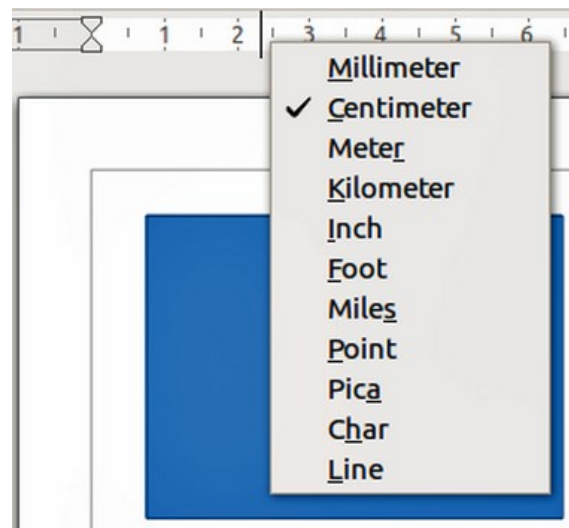 1 1 2 3 4 5 6
Millimeter
✓ Centimeter
Meter
Kilometer
Inch
Foot
Miles
Point
Pica
Char
Line